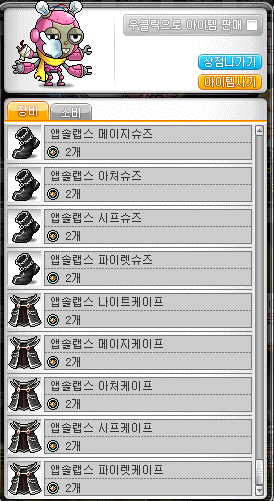 우클릭으로 아이템 판매
상점나가기
아이템사기
장비
소비
앱솔랩스 메이지슈즈
2개
앱솔랩스 아처슈즈
2개
앱솔랩스 시프슈즈
2개
앱솔랩스 파이렛슈즈
2개
앱솔랩스 나이트케이프
2개
앱솔랩스 메이지케이프
2개
앱솔랩스 아처케이프
2개
앱솔랩스 시프케이프
2개
앱솔랩스 파이렛케이프
2개